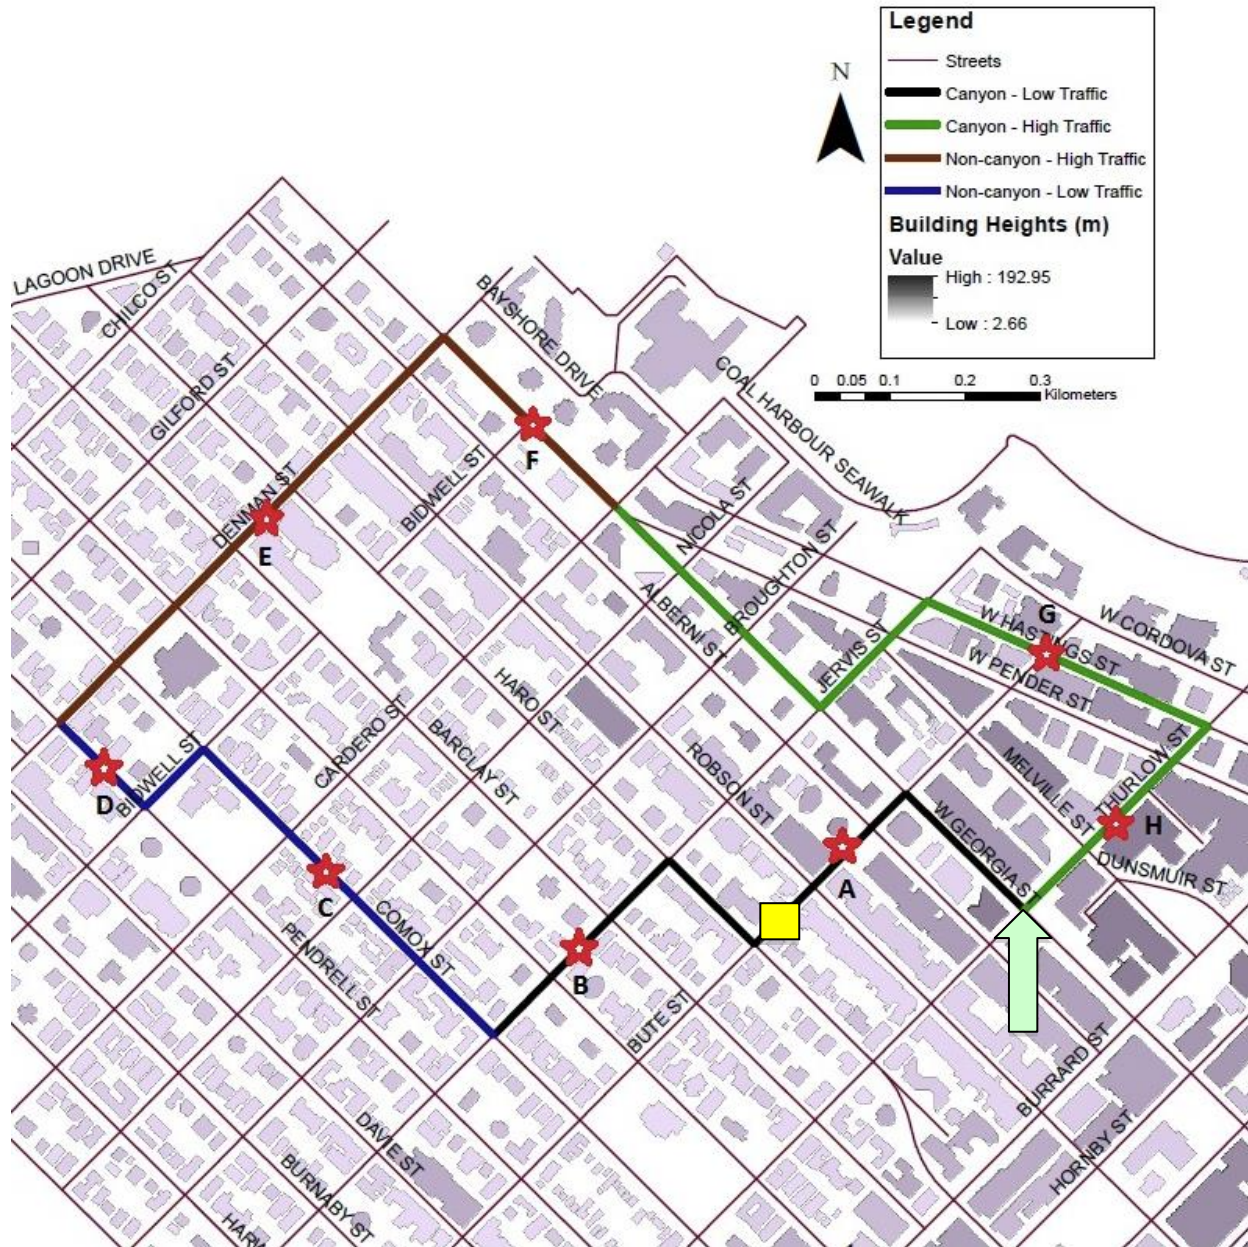 Legend
Streets
Canyon - Low Traffic
Canyon - High Traffic
Non-canyon - High Traffic
Non-canyon - Low Traffic
Building Heights (m)
Value
High : 192.95
Low : 2.66
N
0 0.05 0.1 0.2 0.3
Kilometers
LAGOON DRIVE
CHILCO ST
GILFORD ST
DENMAN ST
BIDWELL ST
BAYSHORE DRIVE
COAL HARBOUR SEAWALK
NICOLA ST
BROUGHTON ST
ALBERNI ST
JERVIS ST
W HASTINGS ST
W CORDOVA ST
W PENDER ST
MELVILLE ST
THURLOW ST
DUNSMUIR ST
W GEORGIA S
HARO ST
ROBSON ST
BARCLAY ST
CARDERO ST
BIDWELL ST
COMOX ST
PENDRELL ST
BUTE ST
DAVIE ST
BURNABY ST
HARW
BURRARD ST
HORNBY ST
A
B
C
D
E
F
G
H